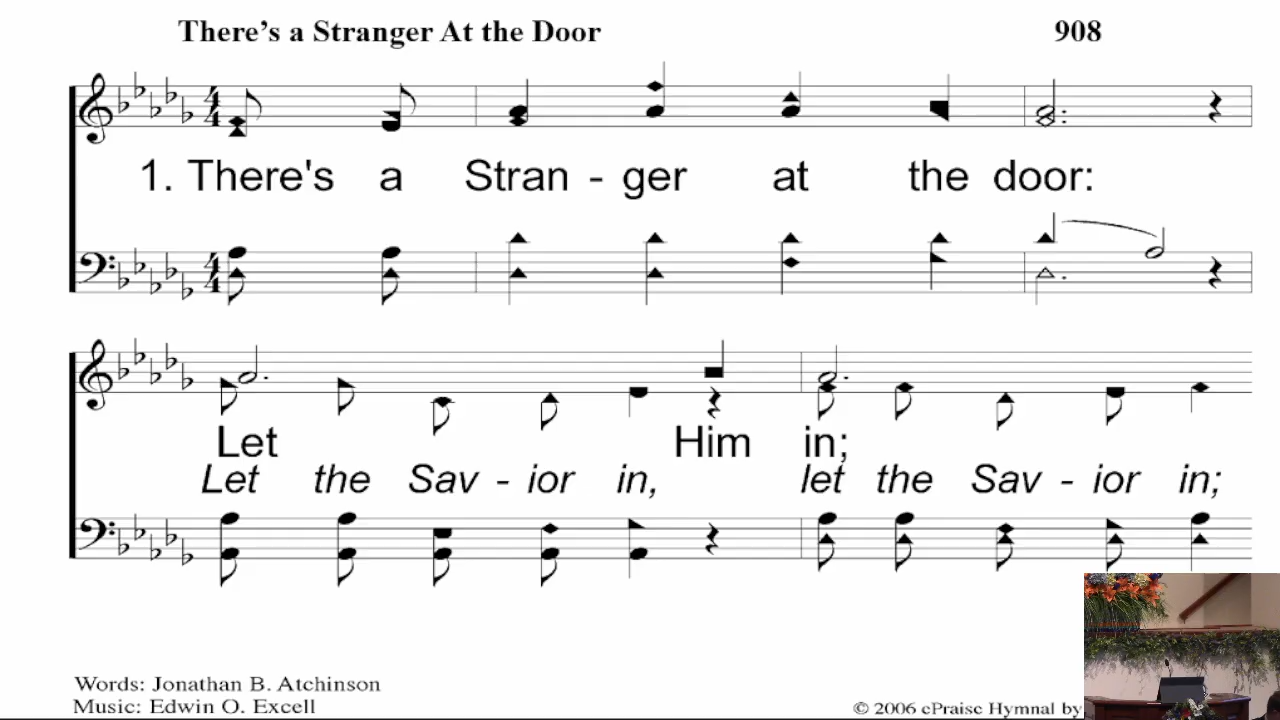 There's a Stranger At the Door 908
1. There's a Stran - ger at the door:
Let Him in;
Let the Sav - ior in, let the Sav - ior in;
Words: Jonathan B. Atchinson
Music: Edwin O. Excell
© 2006 ePraise Hymnal by